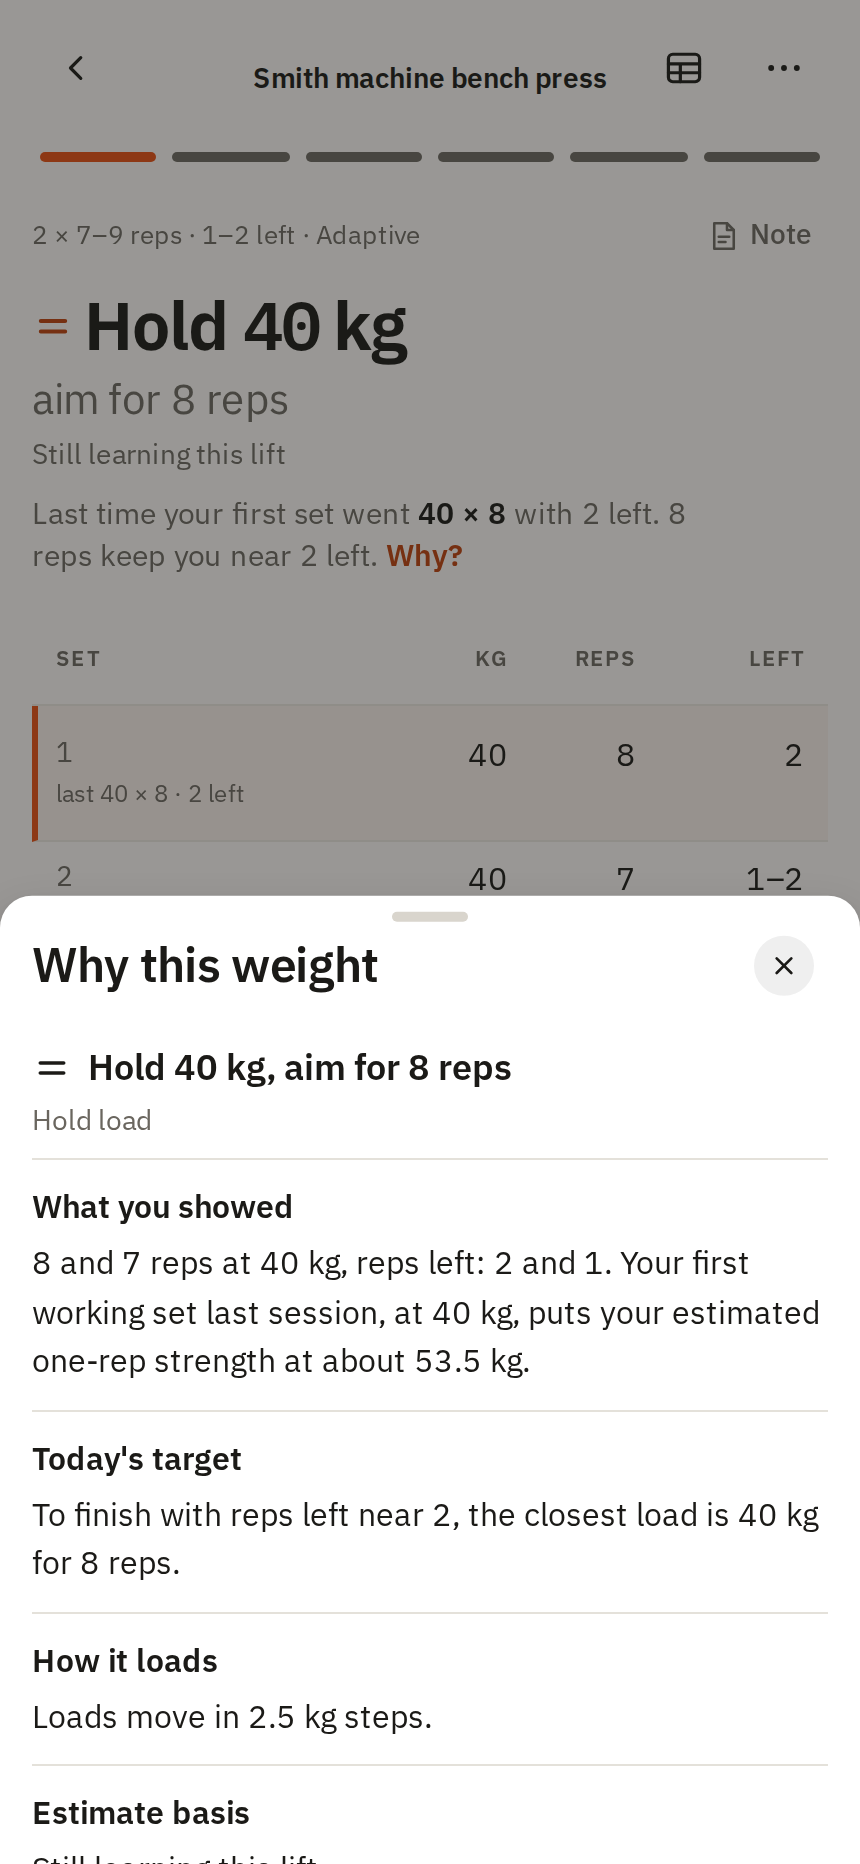 Smith machine bench press
2 × 7–9 reps · 1–2 left · Adaptive
Note
= Hold 40 kg
aim for 8 reps
Still learning this lift
Last time your first set went 40 × 8 with 2 left. 8
reps keep you near 2 left. Why?
SET KG REPS LEFT
1 40 8 2
last 40 × 8 · 2 left
2 40 7 1–2
Why this weight
= Hold 40 kg, aim for 8 reps
Hold load
What you showed
8 and 7 reps at 40 kg, reps left: 2 and 1. Your first
working set last session, at 40 kg, puts your estimated
one-rep strength at about 53.5 kg.
Today's target
To finish with reps left near 2, the closest load is 40 kg
for 8 reps.
How it loads
Loads move in 2.5 kg steps.
Estimate basis
Still learning this lift